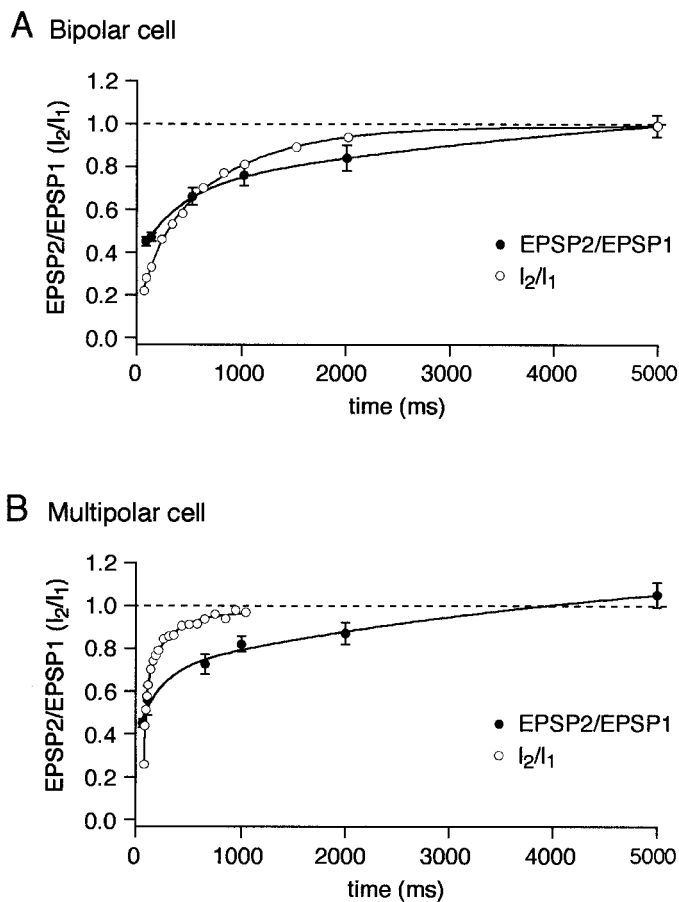 A Bipolar cell
EPSP2/EPSP1 (I2/I1)
1.2
1.0
0.8
0.6
0.4
0.2
0.0
EPSP2/EPSP1
I2/I1
0 1000 2000 3000 4000 5000
time (ms)
B Multipolar cell
EPSP2/EPSP1 (I2/I1)
1.2
1.0
0.8
0.6
0.4
0.2
0.0
EPSP2/EPSP1
I2/I1
0 1000 2000 3000 4000 5000
time (ms)